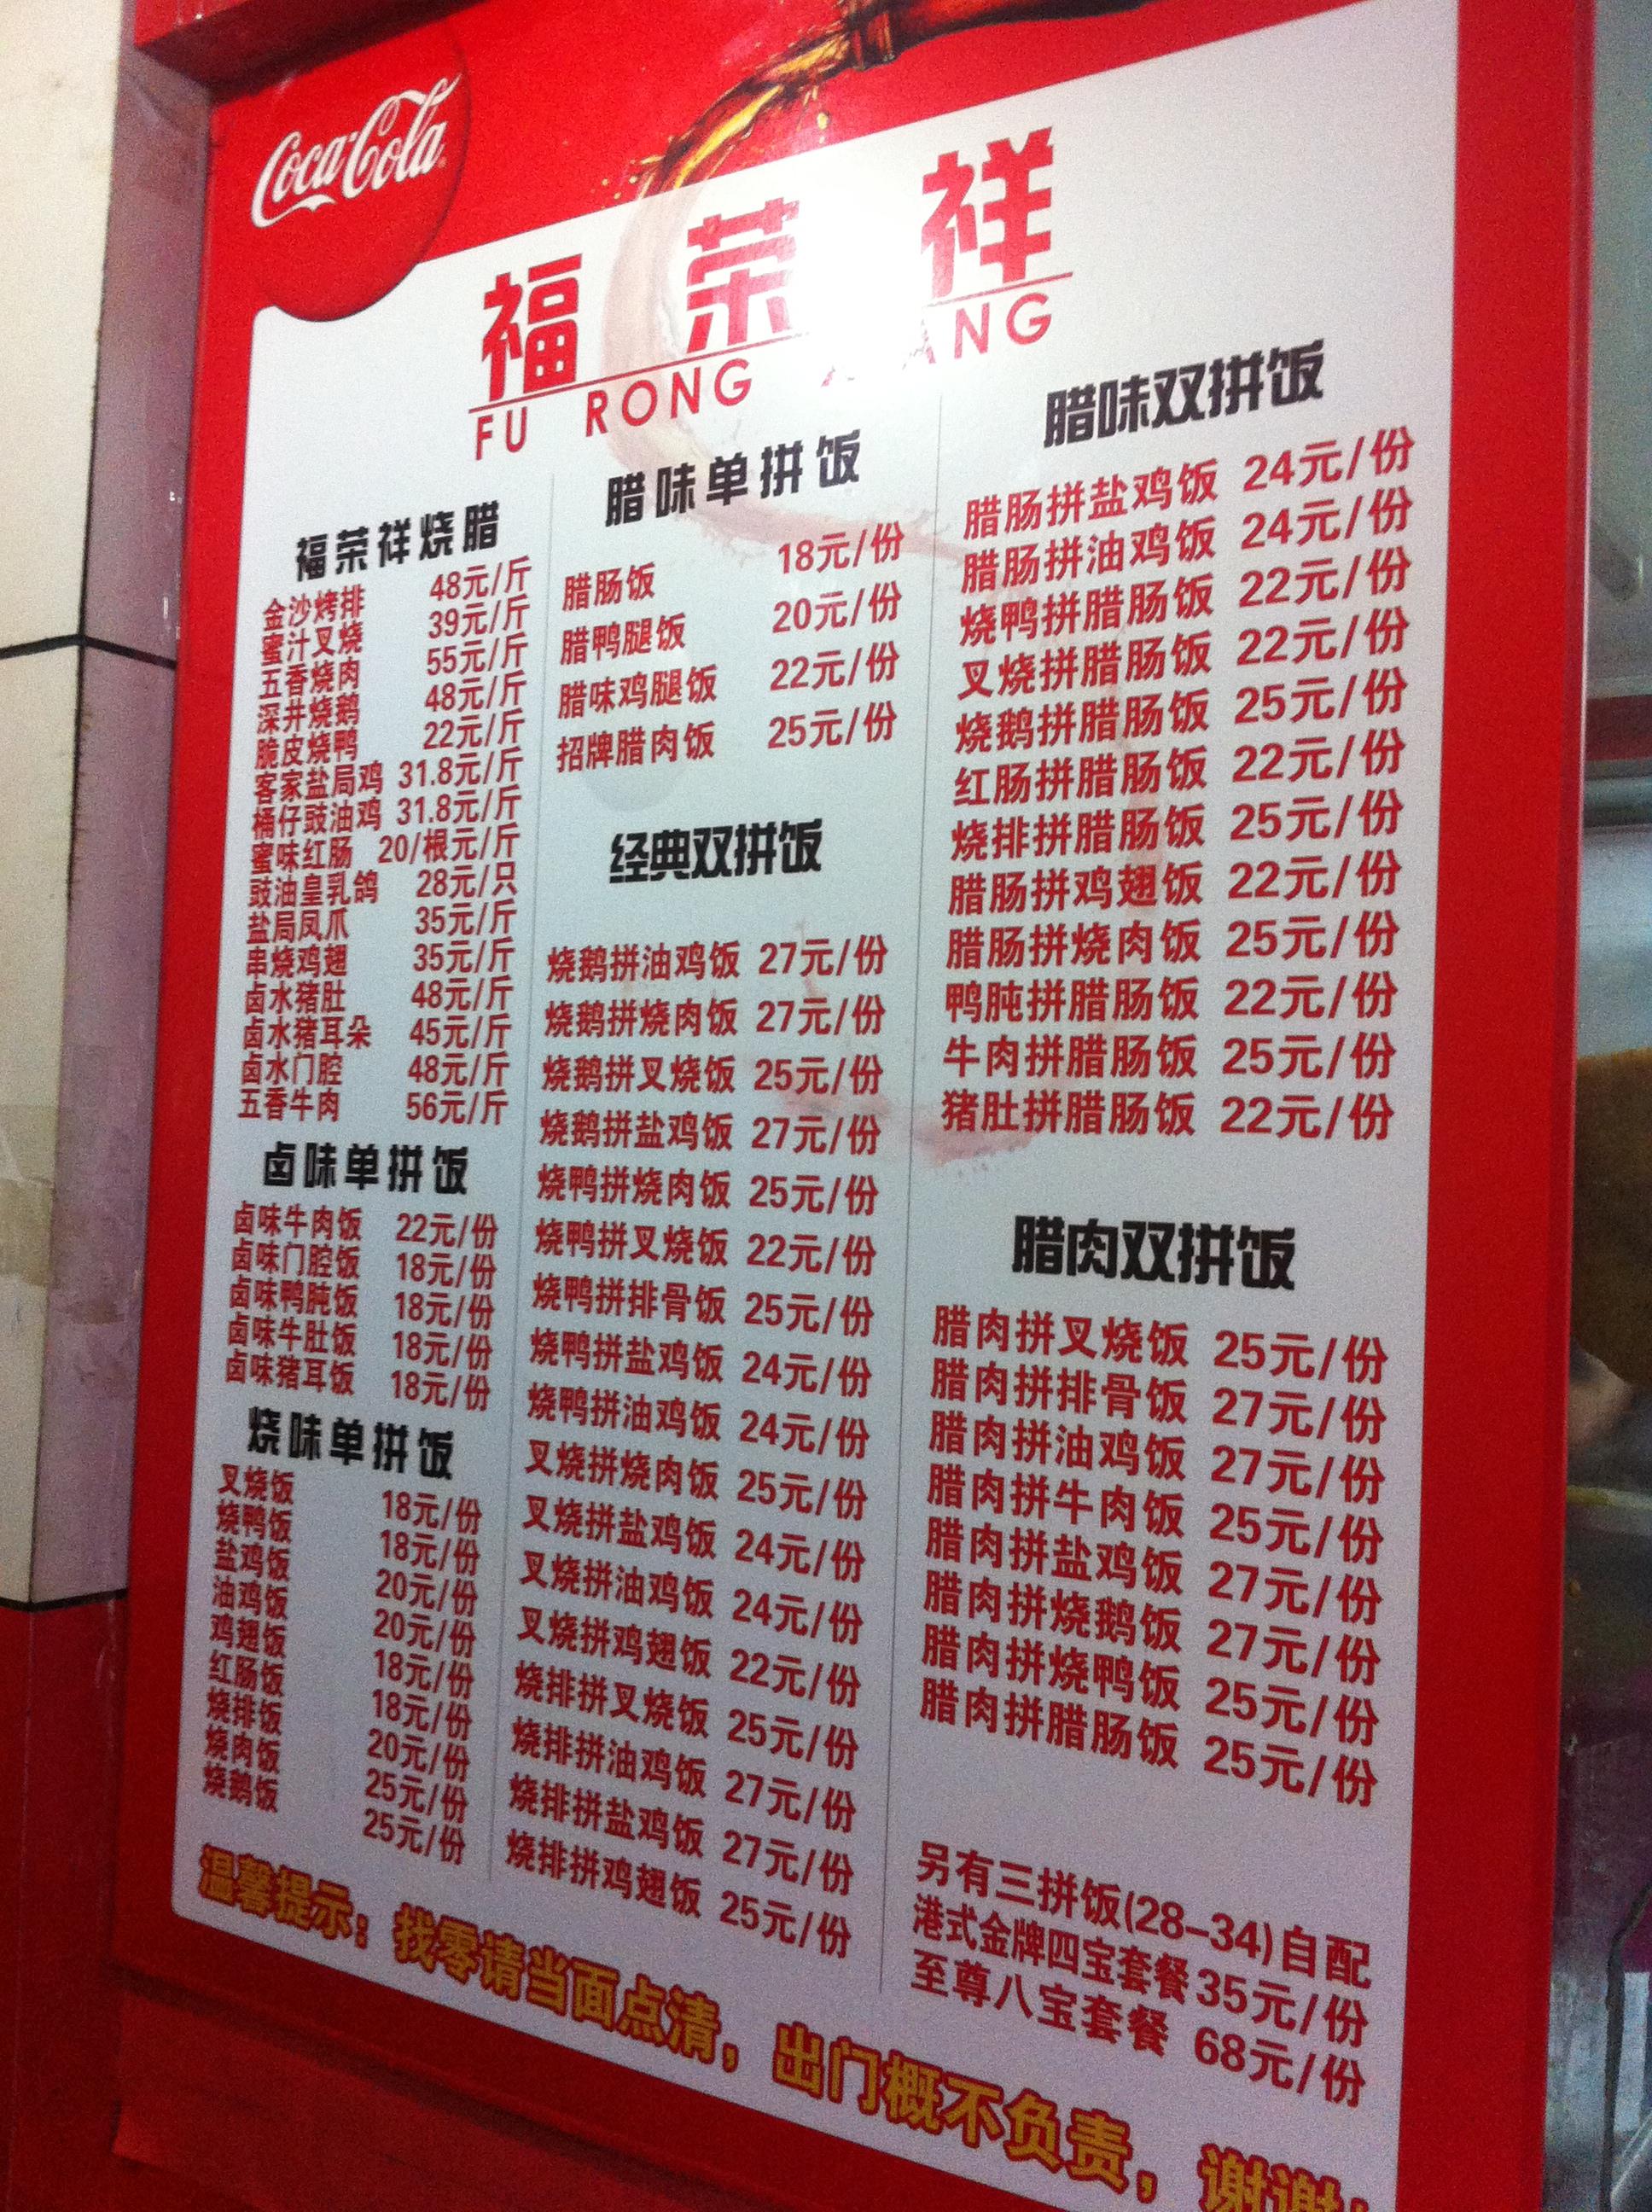 Coca-Cola
福荣祥
FU RONG ANG
福荣祥烧腊
金沙烤排 48元/斤
蜜汁叉烧 39元/斤
五香烧肉 55元/斤
深井烧鹅 48元/斤
脆皮烧鸭 22元/斤
客家盐局鸡 31.8元/斤
桶仔豉油鸡 31.8元/斤
蜜味红肠 20/根元/斤
豉油皇乳鸽 28元/只
盐局凤爪 35元/斤
串烧鸡翅 35元/斤
卤水猪肚 48元/斤
卤水猪耳朵 45元/斤
卤水门腔 48元/斤
五香牛肉 56元/斤
卤味单拼饭
卤味牛肉饭 22元/份
卤味门腔饭 18元/份
卤味鸭肫饭 18元/份
卤味牛肚饭 18元/份
卤味猪耳饭 18元/份
烧味单拼饭
叉烧饭 18元/份
烧鸭饭 18元/份
盐鸡饭 20元/份
油鸡饭 20元/份
鸡翅饭 18元/份
红肠饭 18元/份
烧排饭 20元/份
烧肉饭 25元/份
烧鹅饭 25元/份
腊味单拼饭
腊肠饭 18元/份
腊鸭腿饭 20元/份
腊味鸡腿饭 22元/份
招牌腊肉饭 25元/份
经典双拼饭
烧鹅拼油鸡饭 27元/份
烧鹅拼烧肉饭 27元/份
烧鹅拼叉烧饭 25元/份
烧鹅拼盐鸡饭 27元/份
烧鸭拼烧肉饭 25元/份
烧鸭拼叉烧饭 22元/份
烧鸭拼排骨饭 25元/份
烧鸭拼盐鸡饭 24元/份
烧鸭拼油鸡饭 24元/份
叉烧拼烧肉饭 25元/份
叉烧拼盐鸡饭 24元/份
叉烧拼油鸡饭 24元/份
叉烧拼鸡翅饭 22元/份
烧排拼叉烧饭 25元/份
烧排拼油鸡饭 27元/份
烧排拼盐鸡饭 27元/份
烧排拼鸡翅饭 25元/份
腊味双拼饭
腊肠拼盐鸡饭 24元/份
腊肠拼油鸡饭 24元/份
烧鸭拼腊肠饭 22元/份
叉烧拼腊肠饭 22元/份
烧鹅拼腊肠饭 25元/份
红肠拼腊肠饭 22元/份
烧排拼腊肠饭 25元/份
腊肠拼鸡翅饭 22元/份
腊肠拼烧肉饭 25元/份
鸭肫拼腊肠饭 22元/份
牛肉拼腊肠饭 25元/份
猪肚拼腊肠饭 22元/份
腊肉双拼饭
腊肉拼叉烧饭 25元/份
腊肉拼排骨饭 27元/份
腊肉拼油鸡饭 27元/份
腊肉拼牛肉饭 25元/份
腊肉拼盐鸡饭 27元/份
腊肉拼烧鹅饭 27元/份
腊肉拼烧鸭饭 25元/份
腊肉拼腊肠饭 25元/份
另有三拼饭(28-34)自配
港式金牌四宝套餐 35元/份
至尊八宝套餐 68元/份
温馨提示：找零请当面点清，出门概不负责，谢谢！